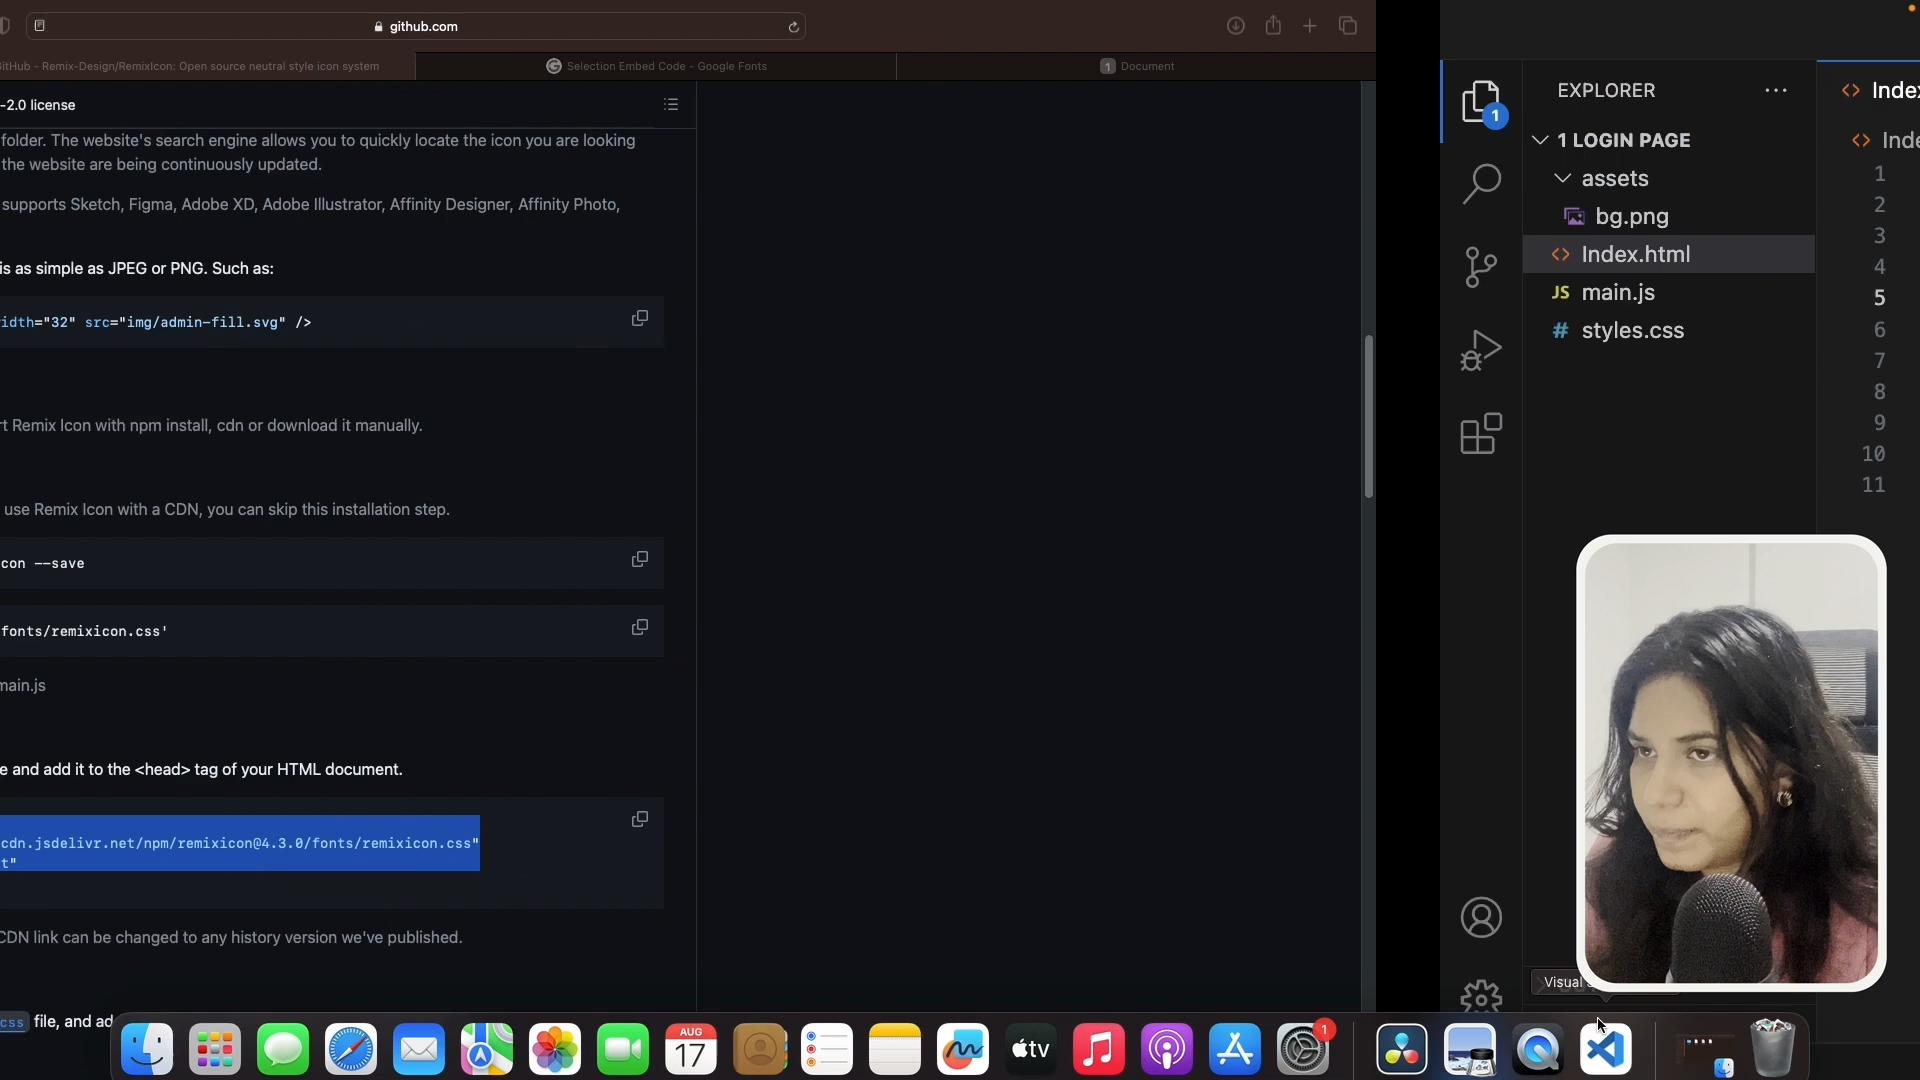 github.com
GitHub - Remix-Design/RemixIcon: Open source neutral style icon system
Selection Embed Code - Google Fonts
1 Document
-2.0 license
folder. The website's search engine allows you to quickly locate the icon you are looking
the website are being continuously updated.
supports Sketch, Figma, Adobe XD, Adobe Illustrator, Affinity Designer, Affinity Photo,
is as simple as JPEG or PNG. Such as:
idth="32" src="img/admin-fill.svg" />
rt Remix Icon with npm install, cdn or download it manually.
use Remix Icon with a CDN, you can skip this installation step.
con --save
fonts/remixicon.css'
main.js
e and add it to the <head> tag of your HTML document.
cdn.jsdelivr.net/npm/remixicon@4.3.0/fonts/remixicon.css"
t"
CDN link can be changed to any history version we've published.
css file, and ad
EXPLORER
1
1 LOGIN PAGE
assets
bg.png
Index.html
JS main.js
# styles.css
Index
Inde
1
2
3
4
5
6
7
8
9
10
11
Visual
AUG
17
tv
1